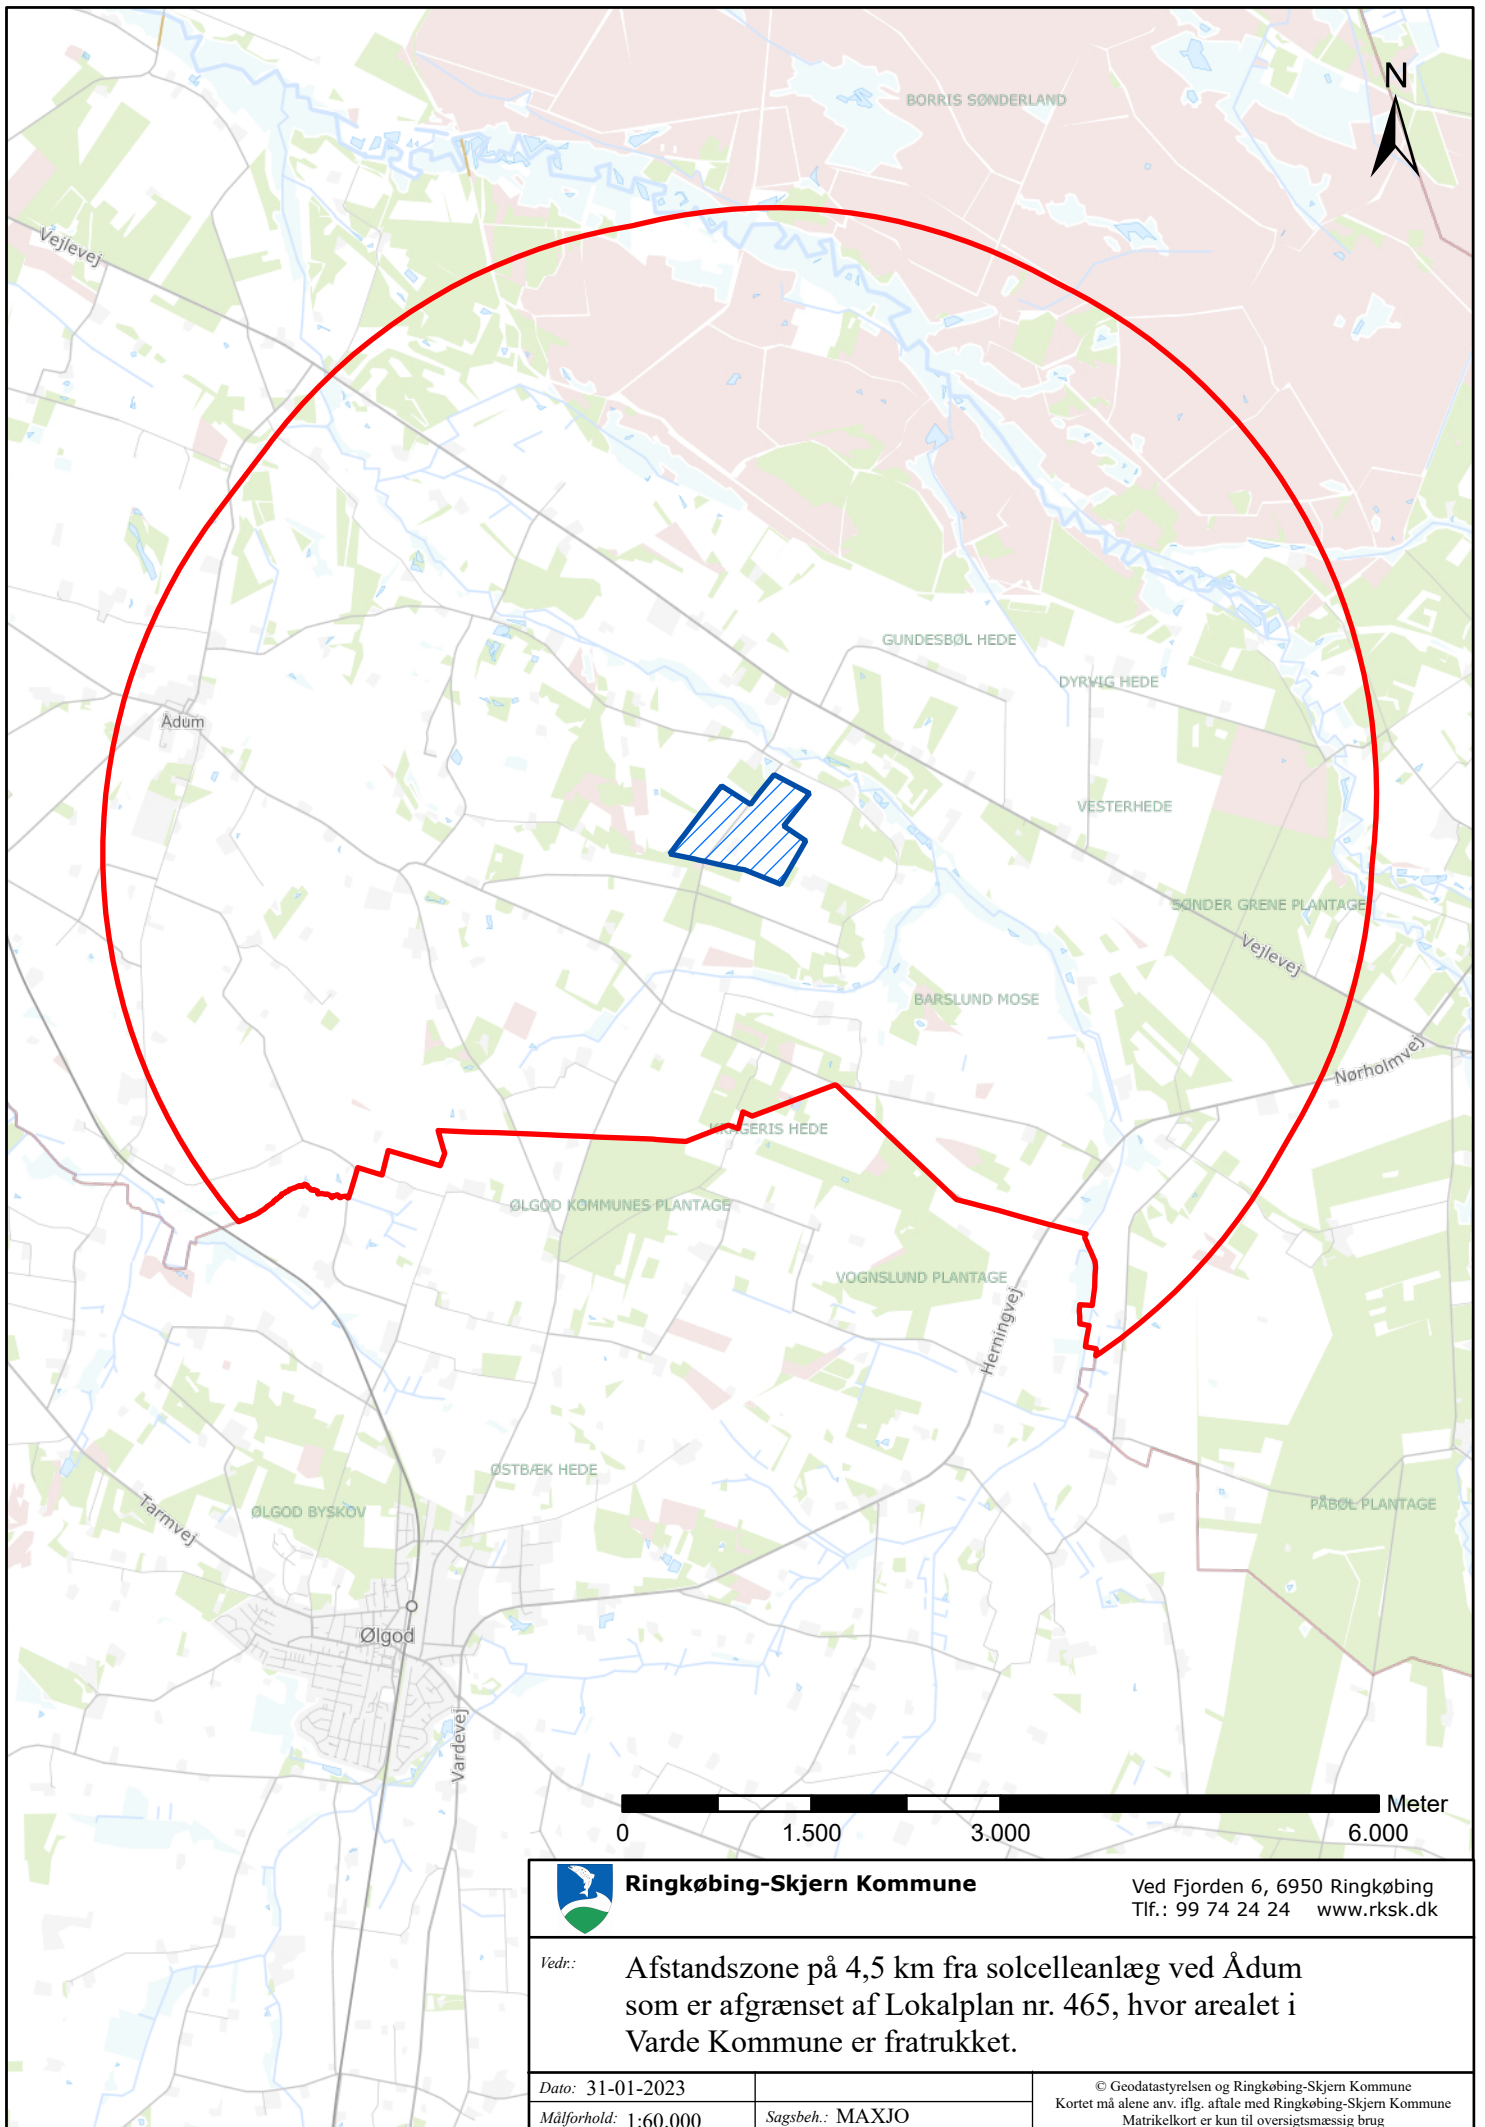 N
BORRIS SØNDERLAND
Vejlevej
GUNDESBØL HEDE
DYRVIG HEDE
Ådum
VESTERHEDE
SØNDER GRENE PLANTAGE
Vejlevej
BARSLUND MOSE
Nørholmvej
KRAGERIS HEDE
ØLGOD KOMMUNES PLANTAGE
VOGNSLUND PLANTAGE
Herningvej
ØSTBÆK HEDE
ØLGOD BYSKOV
Tarmvej
PÅBØL PLANTAGE
Ølgod
Vardevej
Meter
0 1.500 3.000 6.000
Ringkøbing-Skjern Kommune
Ved Fjorden 6, 6950 Ringkøbing
Tlf.: 99 74 24 24 www.rksk.dk
Vedr.: Afstandszone på 4,5 km fra solcelleanlæg ved Ådum
som er afgrænset af Lokalplan nr. 465, hvor arealet i
Varde Kommune er fratrukket.
Dato: 31-01-2023
Målforhold: 1:60.000
Sagsbeh.: MAXJO
© Geodatastyrelsen og Ringkøbing-Skjern Kommune
Kortet må alene anv. iflg. aftale med Ringkøbing-Skjern Kommune
Matrikelkort er kun til oversigtsmæssig brug